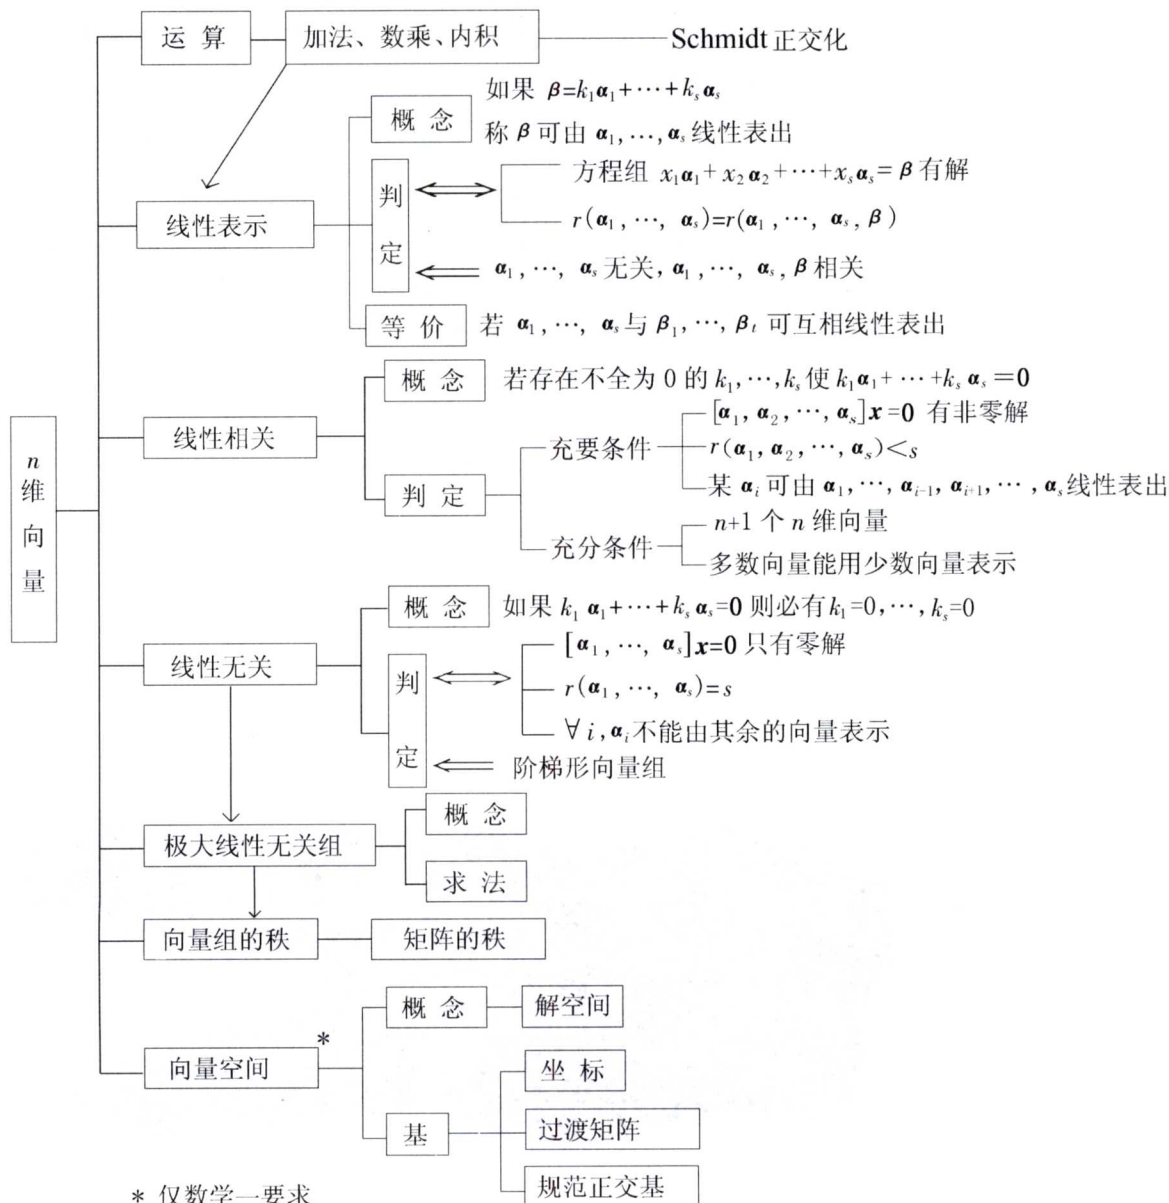 运 算
加法、数乘、内积
Schmidt 正交化
如果 β=k₁α₁+⋯+kₛαₛ
概 念
称 β 可由 α₁,…,αₛ 线性表出
方程组 x₁α₁+x₂α₂+⋯+xₛαₛ=β 有解
判定
线性表示
r(α₁,⋯, αₛ)=r(α₁,⋯, αₛ,β)
α₁,⋯, αₛ 无关,α₁,⋯, αₛ,β 相关
等 价
若 α₁,⋯, αₛ 与 β₁,⋯,βₜ 可互相线性表出
概 念
若存在不全为 0 的 k₁,⋯,kₛ 使 k₁α₁+⋯+kₛαₛ=0
n维向量
线性相关
[α₁,α₂,⋯,αₛ]x=0 有非零解
充要条件
r(α₁,α₂,⋯,αₛ)<s
判 定
某 αᵢ 可由 α₁,⋯,αᵢ₋₁,αᵢ₊₁,⋯,αₛ 线性表出
n+1 个 n 维向量
充分条件
多数向量能用少数向量表示
概 念
如果 k₁α₁+⋯+kₛαₛ=0 则必有 k₁=0,⋯,kₛ=0
[α₁,⋯, αₛ]x=0 只有零解
线性无关
判定
r(α₁,⋯, αₛ)=s
∀ i,αᵢ 不能由其余的向量表示
阶梯形向量组
概 念
极大线性无关组
求 法
向量组的秩
矩阵的秩
概 念
解空间
*
向量空间
坐 标
基
过渡矩阵
规范正交基
* 仅数学一要求